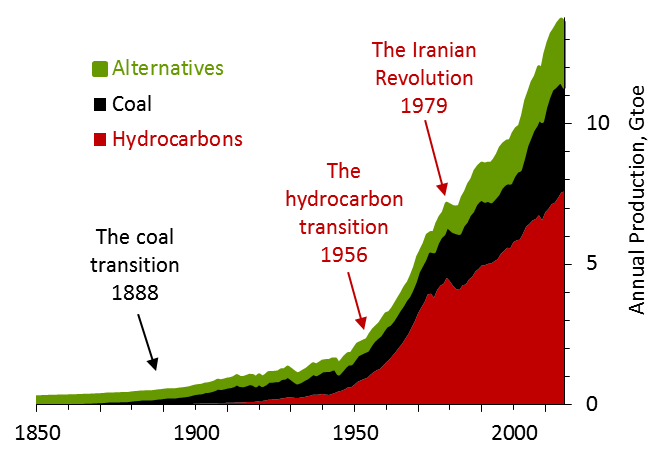 Alternatives
Coal
Hydrocarbons
The Iranian
Revolution
1979
The
hydrocarbon
transition
1956
The coal
transition
1888
10
5
0
Annual Production, Gtoe
1850
1900
1950
2000